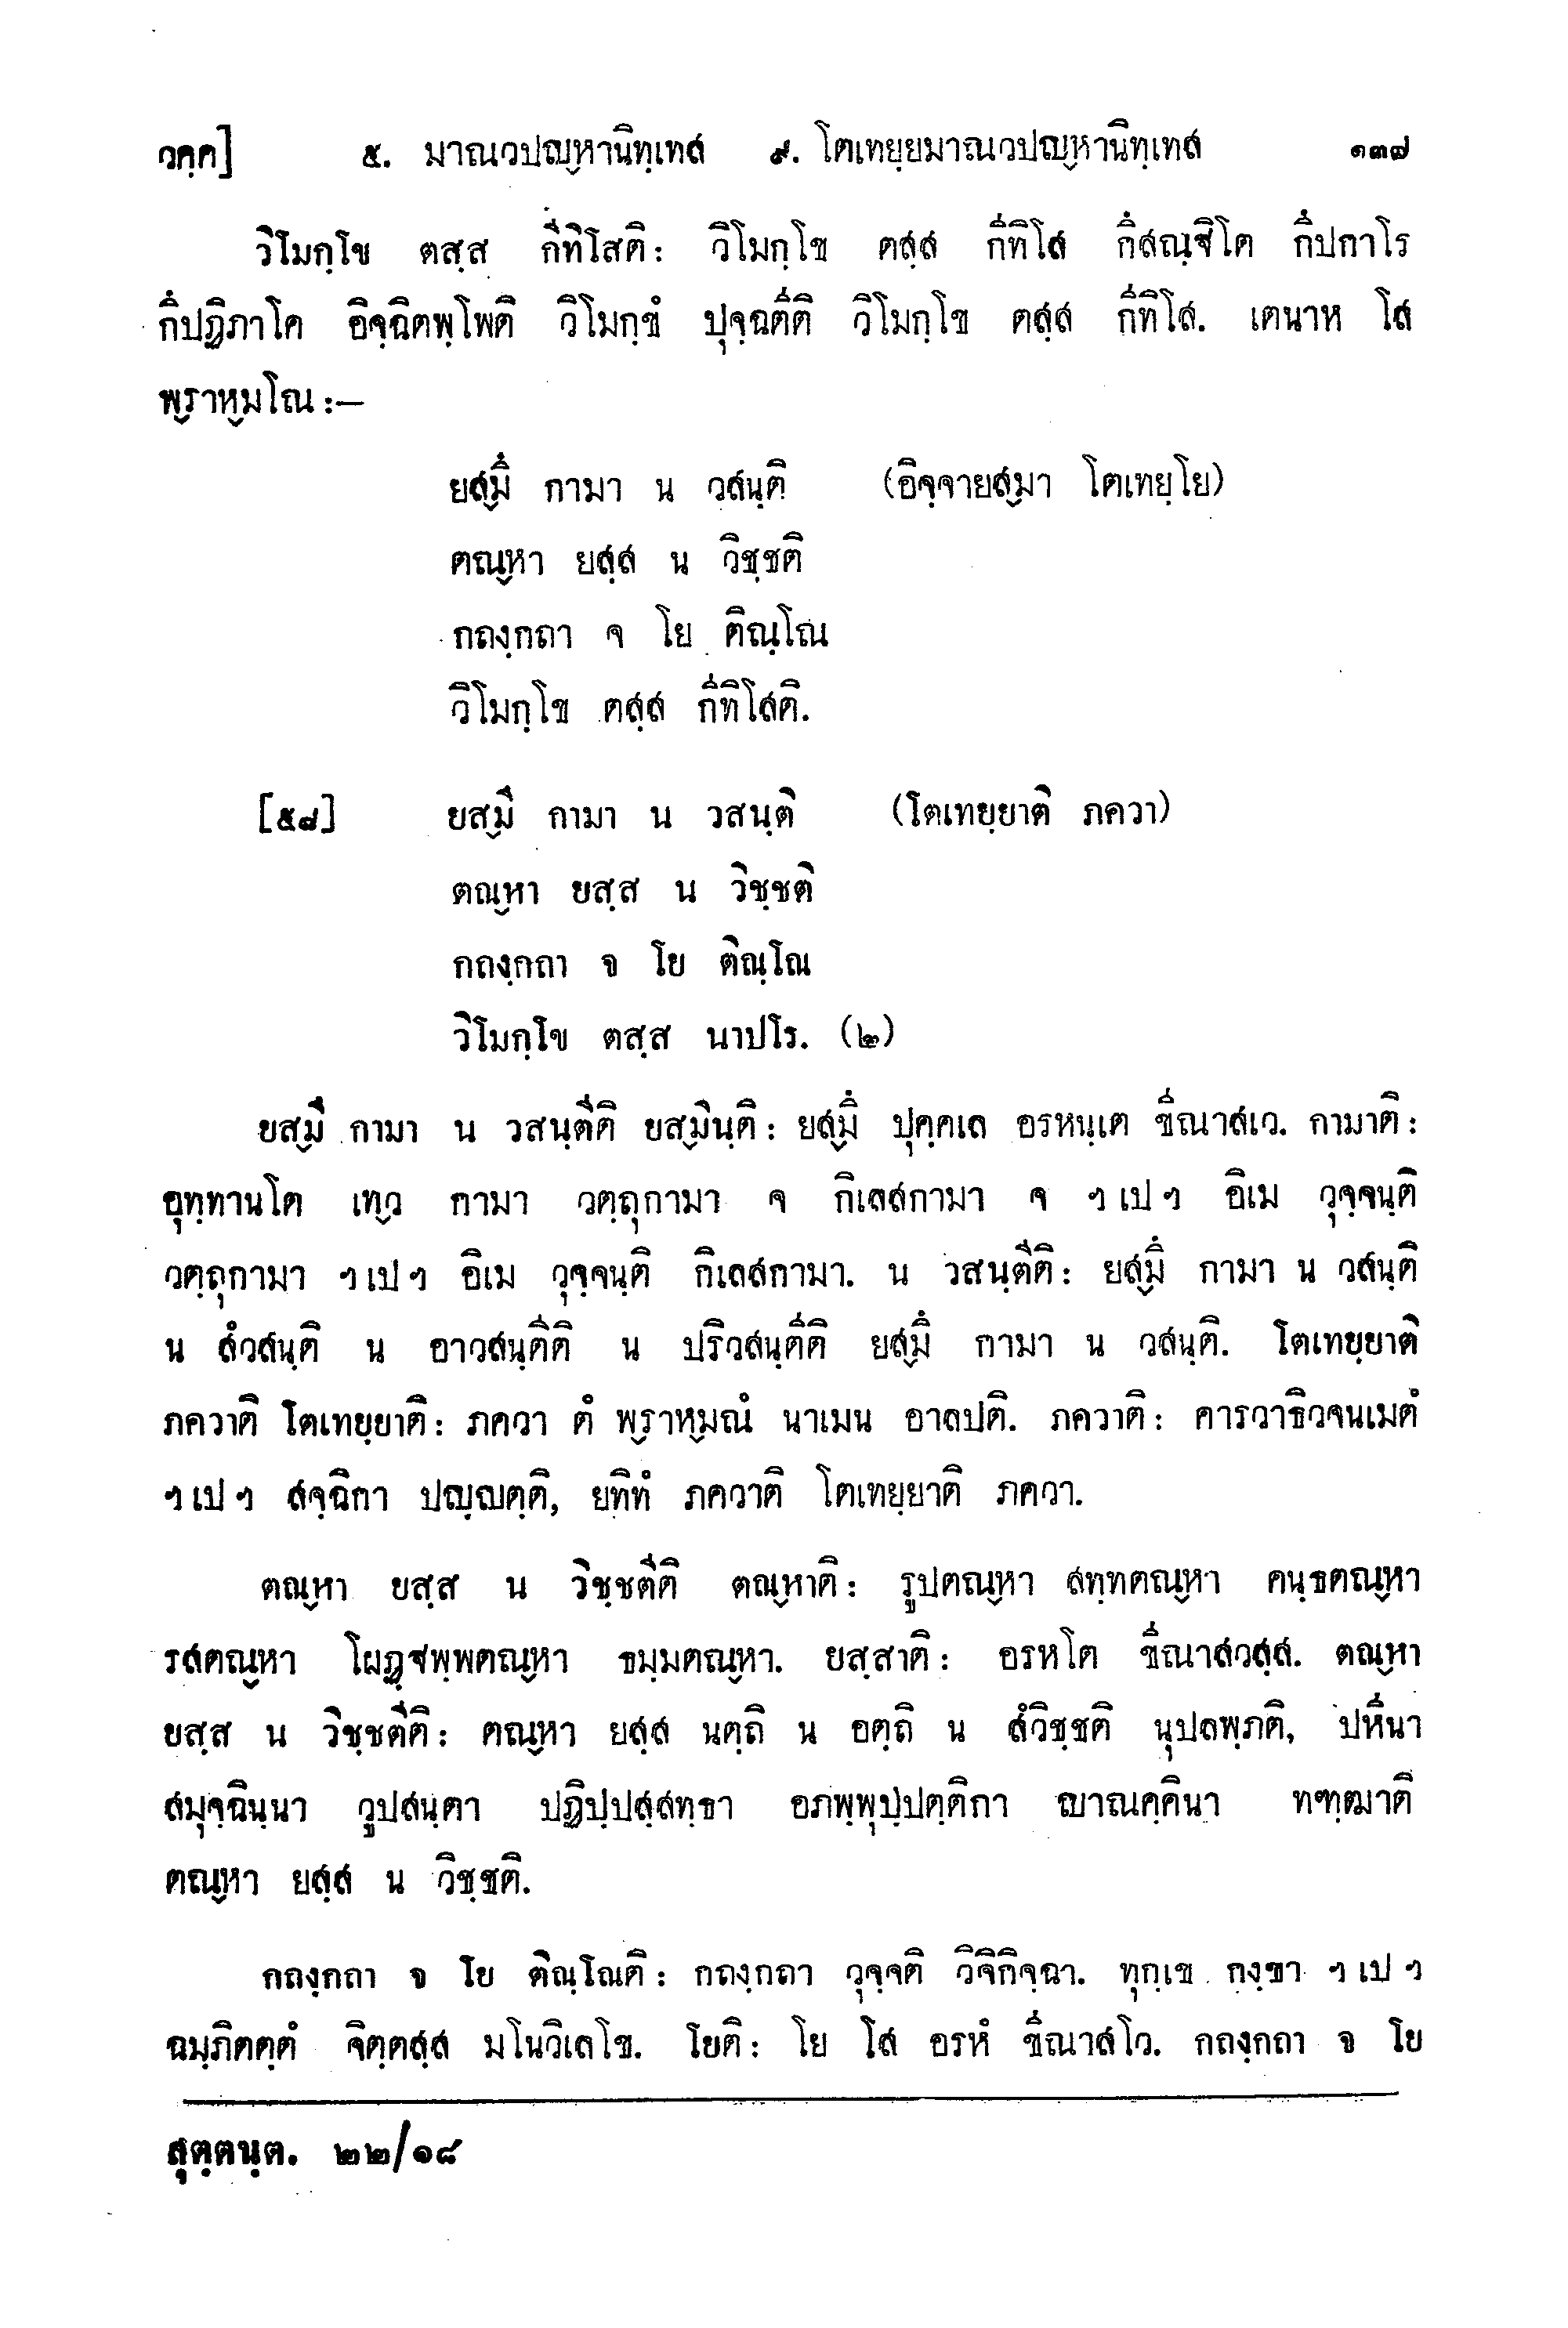 วคฺค]	๕. มาณวปญฺหานิทฺเทส ๙. โตเทยฺยมาณวปญฺหานิทฺเทส	๑๓๗
วิโมกฺโข ตสฺส กีทิโสติ: วิโมกฺโข ตสฺส กีทิโส กึสณฺฐิโต กึปกาโร
กึปฏิภาโค อิจฺฉิตพฺโพติ วิโมกฺขํ ปุจฺฉตีติ วิโมกฺโข ตสฺส กีทิโส. เตนาห โส
พฺราหฺมโณ :–
ยสฺมึ กามา น วสนฺติ (อิจฺจายสฺมา โตเทยฺโย)
ตณฺหา ยสฺส น วิชฺชติ
กถงฺกถา จ โย ติณฺโณ
วิโมกฺโข ตสฺส กีทิโสติ.
[๕๘] ยสฺมึ กามา น วสนฺติ (โตเทยฺยาติ ภควา)
ตณฺหา ยสฺส น วิชฺชติ
กถงฺกถา จ โย ติณฺโณ
วิโมกฺโข ตสฺส นาปโร. (๒)
ยสฺมึ กามา น วสนฺตีติ ยสฺมินฺติ: ยสฺมึ ปุคฺคเล อรหนฺเต ขีณาสเว. กามาติ:
อุทฺทานโต เทฺว กามา วตฺถุกามา จ กิเลสกามา จ ฯ เป ฯ อิเม วุจฺจนฺติ
วตฺถุกามา ฯ เป ฯ อิเม วุจฺจนฺติ กิเลสกามา. น วสนฺตีติ: ยสฺมึ กามา น วสนฺติ
น สํวสนฺติ น อาวสนฺตีติ น ปริวสนฺตีติ ยสฺมึ กามา น วสนฺติ. โตเทยฺยาติ
ภควาติ โตเทยฺยาติ: ภควา ตํ พฺราหฺมณํ นาเมน อาลปติ. ภควาติ: คารวาธิวจนเมตํ
ฯ เป ฯ สจฺฉิกา ปญฺญตฺติ, ยทิทํ ภควาติ โตเทยฺยาติ ภควา.
ตณฺหา ยสฺส น วิชฺชตีติ ตณฺหาติ: รูปตณฺหา สทฺทตณฺหา คนฺธตณฺหา
รสตณฺหา โผฏฺฐพฺพตณฺหา ธมฺมตณฺหา. ยสฺสาติ: อรหโต ขีณาสวสฺส. ตณฺหา
ยสฺส น วิชฺชตีติ: ตณฺหา ยสฺส นตฺถิ น อตฺถิ น สํวิชฺชติ นุปลพฺภติ, ปหีนา
สมุจฺฉินฺนา วูปสนฺตา ปฏิปฺปสฺสทฺธา อภพฺพุปฺปตฺติกา ญาณคฺคินา ทฑฺฒาติ
ตณฺหา ยสฺส น วิชฺชติ.
กถงฺกถา จ โย ติณฺโณติ: กถงฺกถา วุจฺจติ วิจิกิจฺฉา. ทุกฺเข กงฺขา ฯ เป ฯ
ฉมฺภิตตฺตํ จิตฺตสฺส มโนวิเลโข. โยติ: โย โส อรหํ ขีณาสโว. กถงฺกถา จ โย
สุตฺตนฺต. ๒๒/๑๘